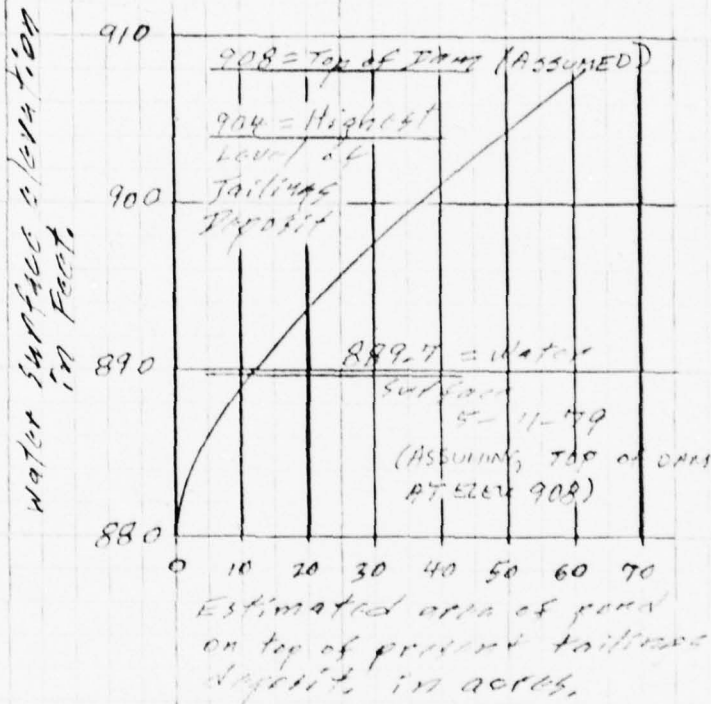 Water Surface elevation
in Feet.
910
908 = Top of Dam (ASSUMED)
904 = Highest
Level of
Tailings
Deposit
900
890
889.7 = Water
Surface
5-11-79
(ASSUMING TOP OF DAM
AT ELEV 908)
880
0 10 20 30 40 50 60 70
Estimated area of pond
on top of present tailings
deposit, in acres.